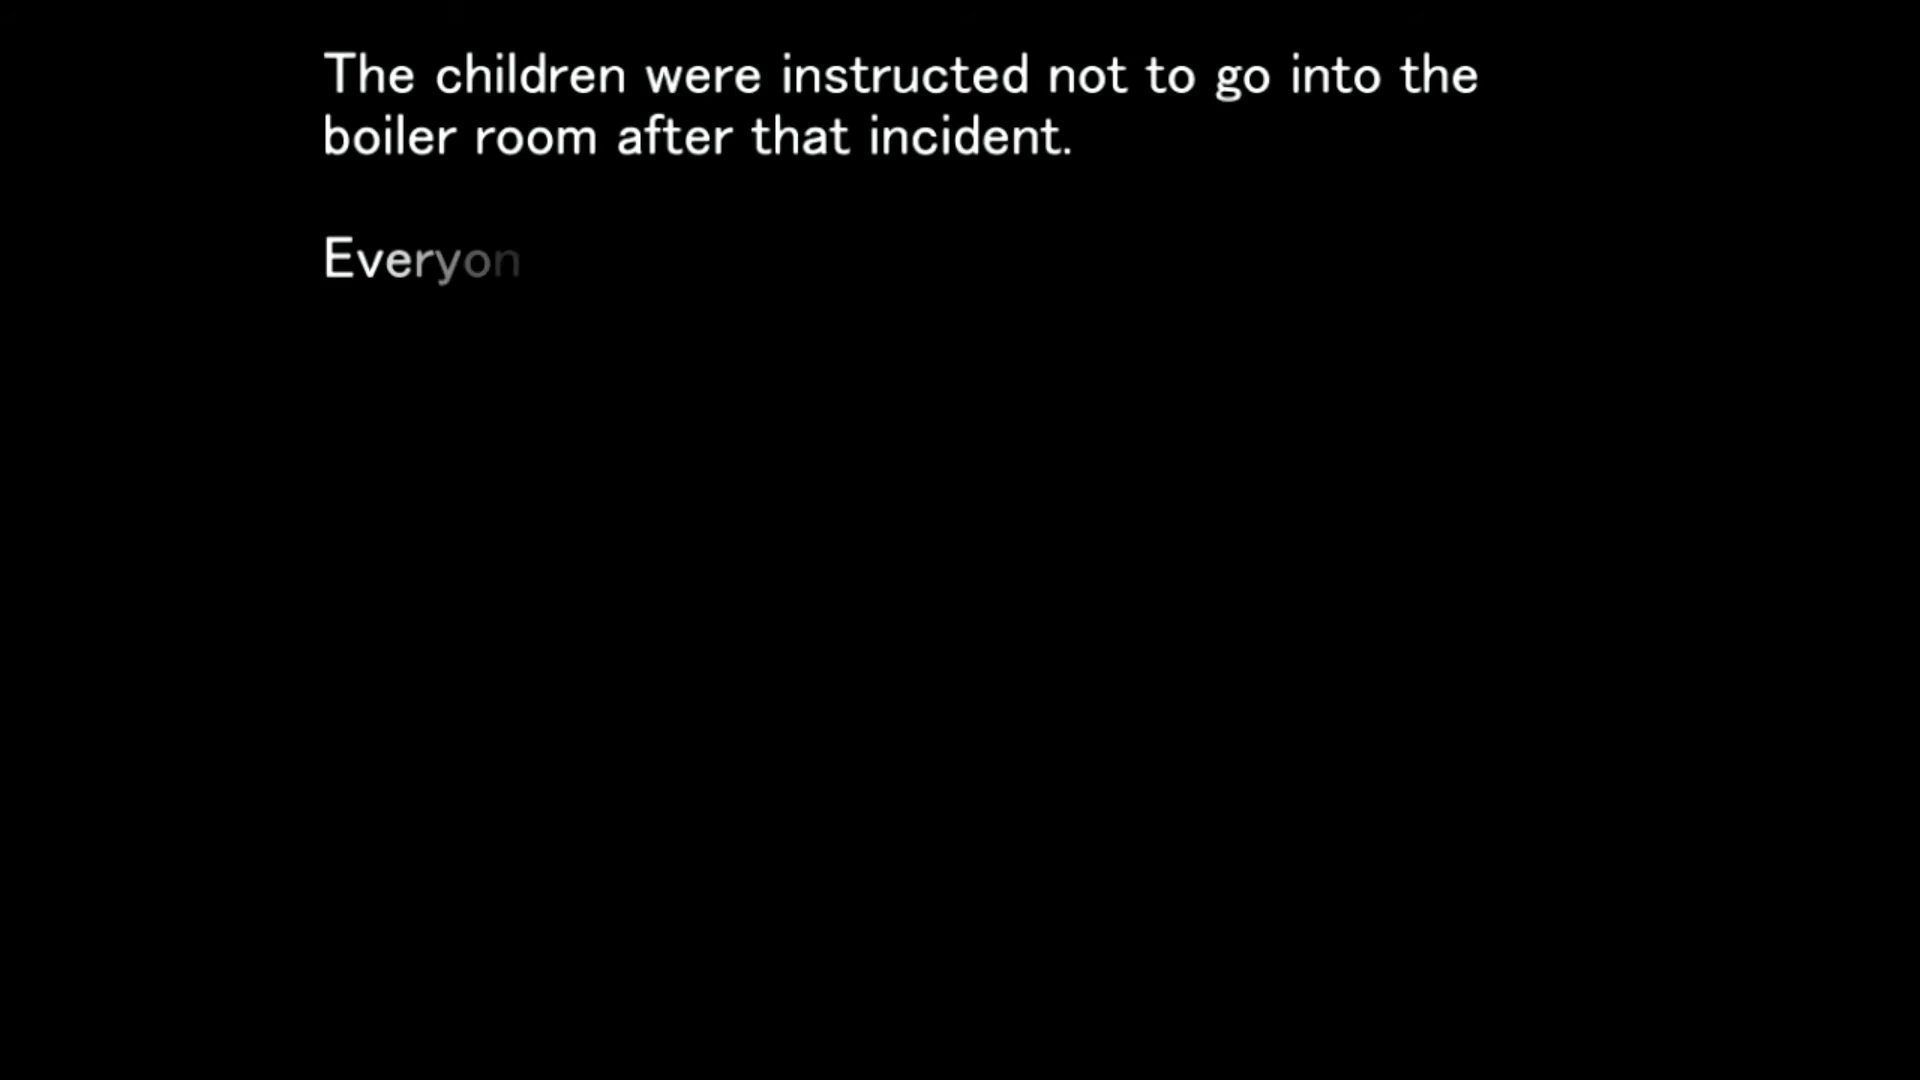 The children were instructed not to go into the
boiler room after that incident.
Everyon